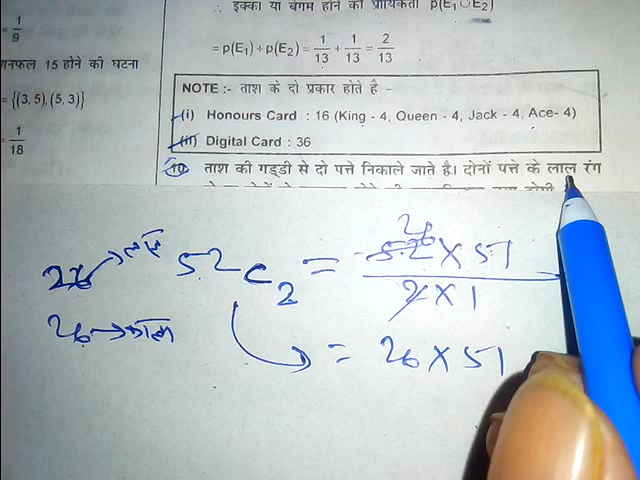 = 1/9
गनफल 15 होने की घटना
= {(3, 5), (5, 3)}
= 1/18
∴ इक्का या बेगम होने की प्रायिकता p(E₁∪E₂)
= p(E₁)+p(E₂) = 1/13 + 1/13 = 2/13
NOTE :- ताश के दो प्रकार होते है -
(i) Honours Card : 16 (King - 4, Queen - 4, Jack - 4, Ace- 4)
(ii) Digital Card : 36
10. ताश की गड्डी से दो पत्ते निकाले जाते है। दोनों पत्ते के लाल रंग
26 → लाल
26 → काला
52C₂ = 52 26 × 51 / 2 × 1
= 26 × 51